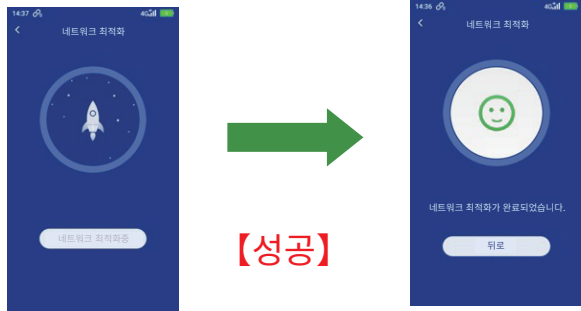 14:37 4G
네트워크 최적화
네트워크 최적화중
【성공】
14:36 4G
네트워크 최적화
네트워크 최적화가 완료되었습니다.
뒤로